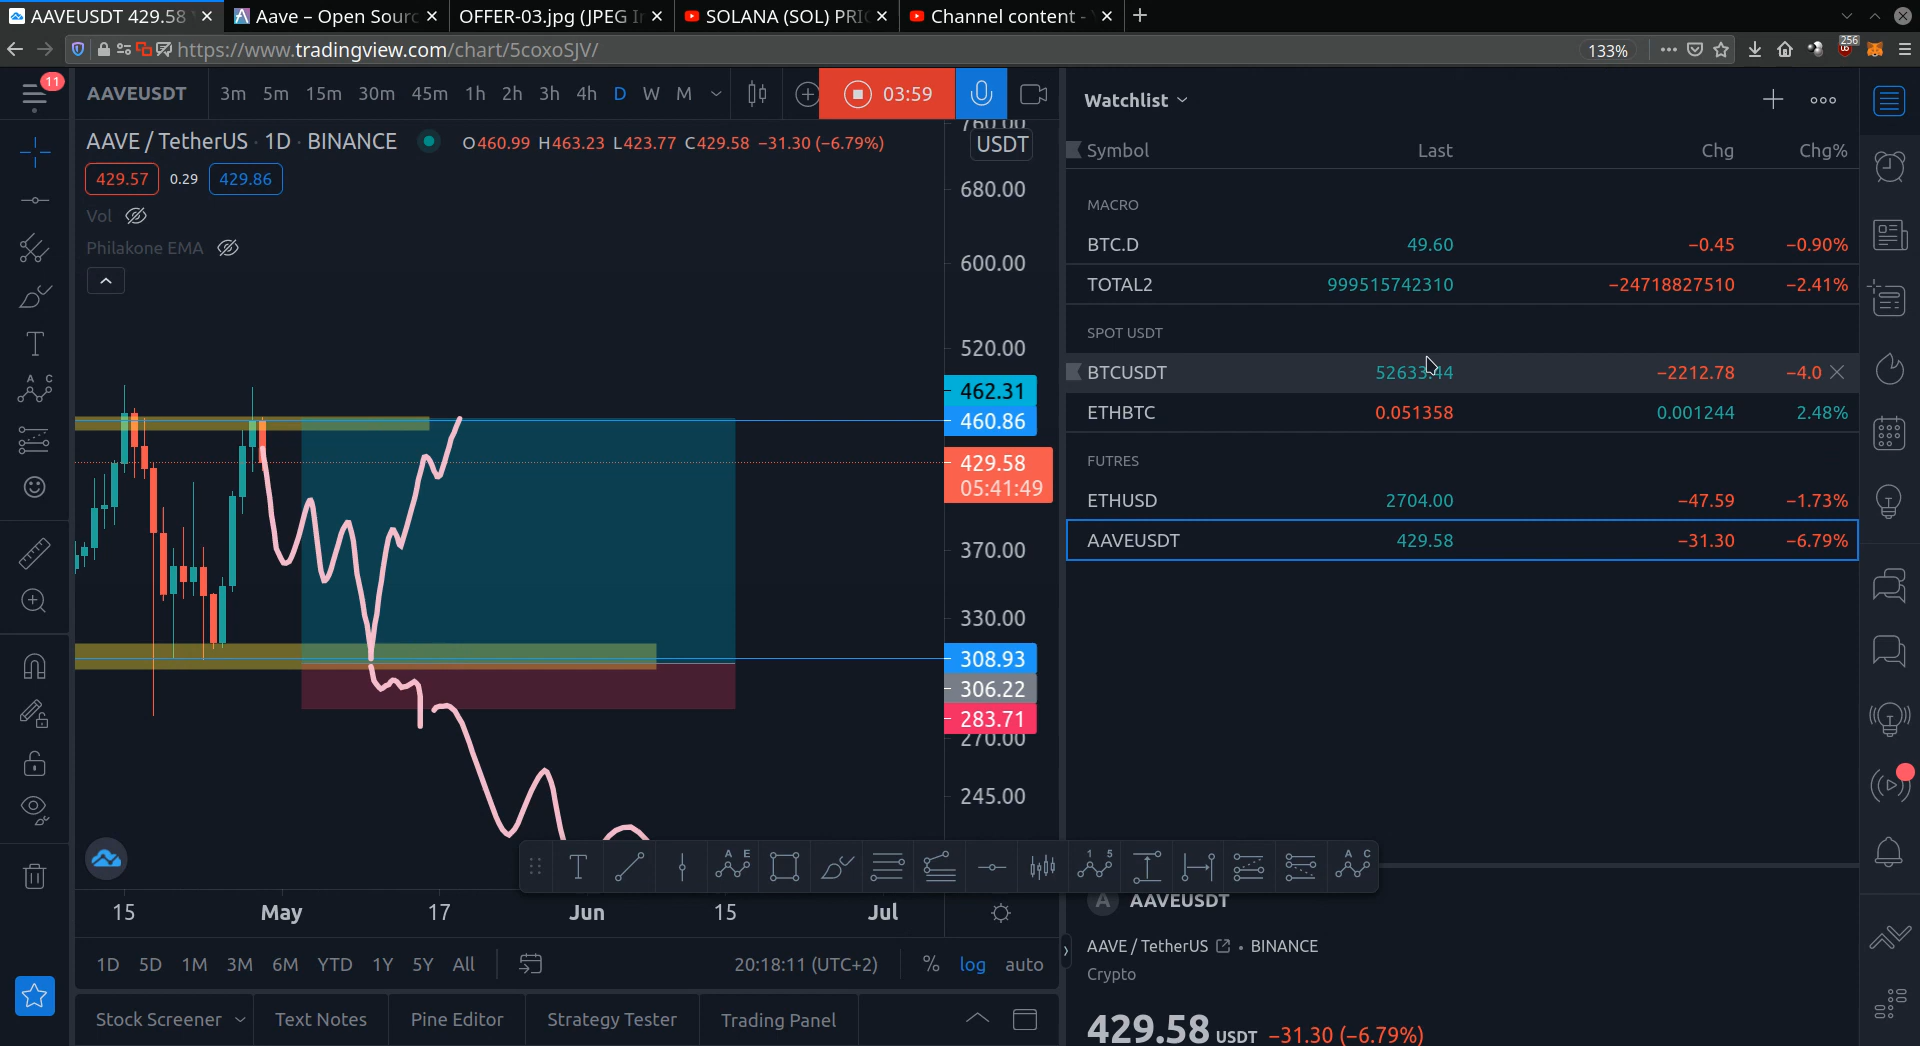 AAVEUSDT 429.58
Aave – Open Sourc
OFFER-03.jpg (JPEG I
SOLANA (SOL) PRI
Channel content -
https://www.tradingview.com/chart/5coxoSJV/
133%
256
11
AAVEUSDT 3m 5m 15m 30m 45m 1h 2h 3h 4h D W M
03:59
Watchlist
AAVE / TetherUS · 1D · BINANCE
O460.99 H463.23 L423.77 C429.58 −31.30 (−6.79%)
USDT
429.57 0.29 429.86
Vol
Philakone EMA
760.00
680.00
600.00
520.00
462.31
460.86
429.58
05:41:49
370.00
330.00
308.93
306.22
283.71
270.00
245.00
Symbol Last Chg Chg%
MACRO
BTC.D 49.60 −0.45 −0.90%
TOTAL2 999515742310 −24718827510 −2.41%
SPOT USDT
BTCUSDT 52633.44 −2212.78 −4.0
ETHBTC 0.051358 0.001244 2.48%
FUTRES
ETHUSD 2704.00 −47.59 −1.73%
AAVEUSDT 429.58 −31.30 −6.79%
15 May 17 Jun 15 Jul
1D 5D 1M 3M 6M YTD 1Y 5Y All
20:18:11 (UTC+2) % log auto
Stock Screener Text Notes Pine Editor Strategy Tester Trading Panel
A AAVEUSDT
AAVE / TetherUS • BINANCE
Crypto
429.58 USDT −31.30 (−6.79%)